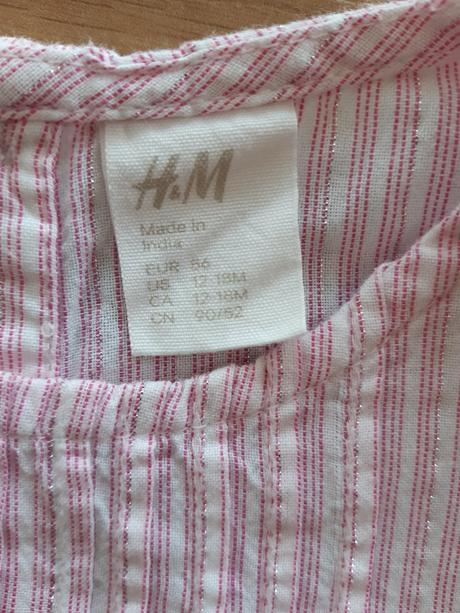 H&M
Made in
India
EUR 86
US 12-18M
CA 12-18M
CN 90/52